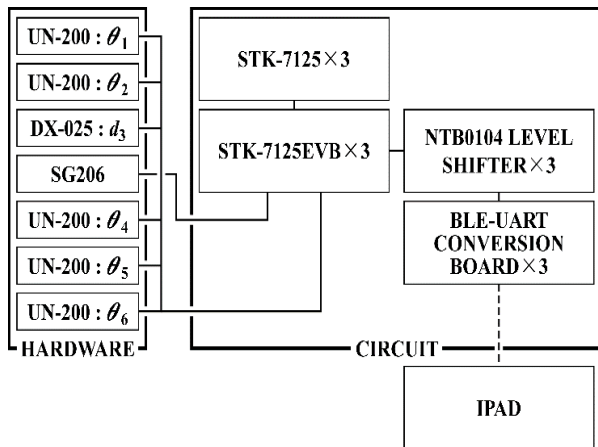 UN-200 : θ1
UN-200 : θ2
DX-025 : d3
SG206
UN-200 : θ4
UN-200 : θ5
UN-200 : θ6
HARDWARE
STK-7125×3
STK-7125EVB×3
NTB0104 LEVEL
SHIFTER×3
BLE-UART
CONVERSION
BOARD×3
CIRCUIT
IPAD